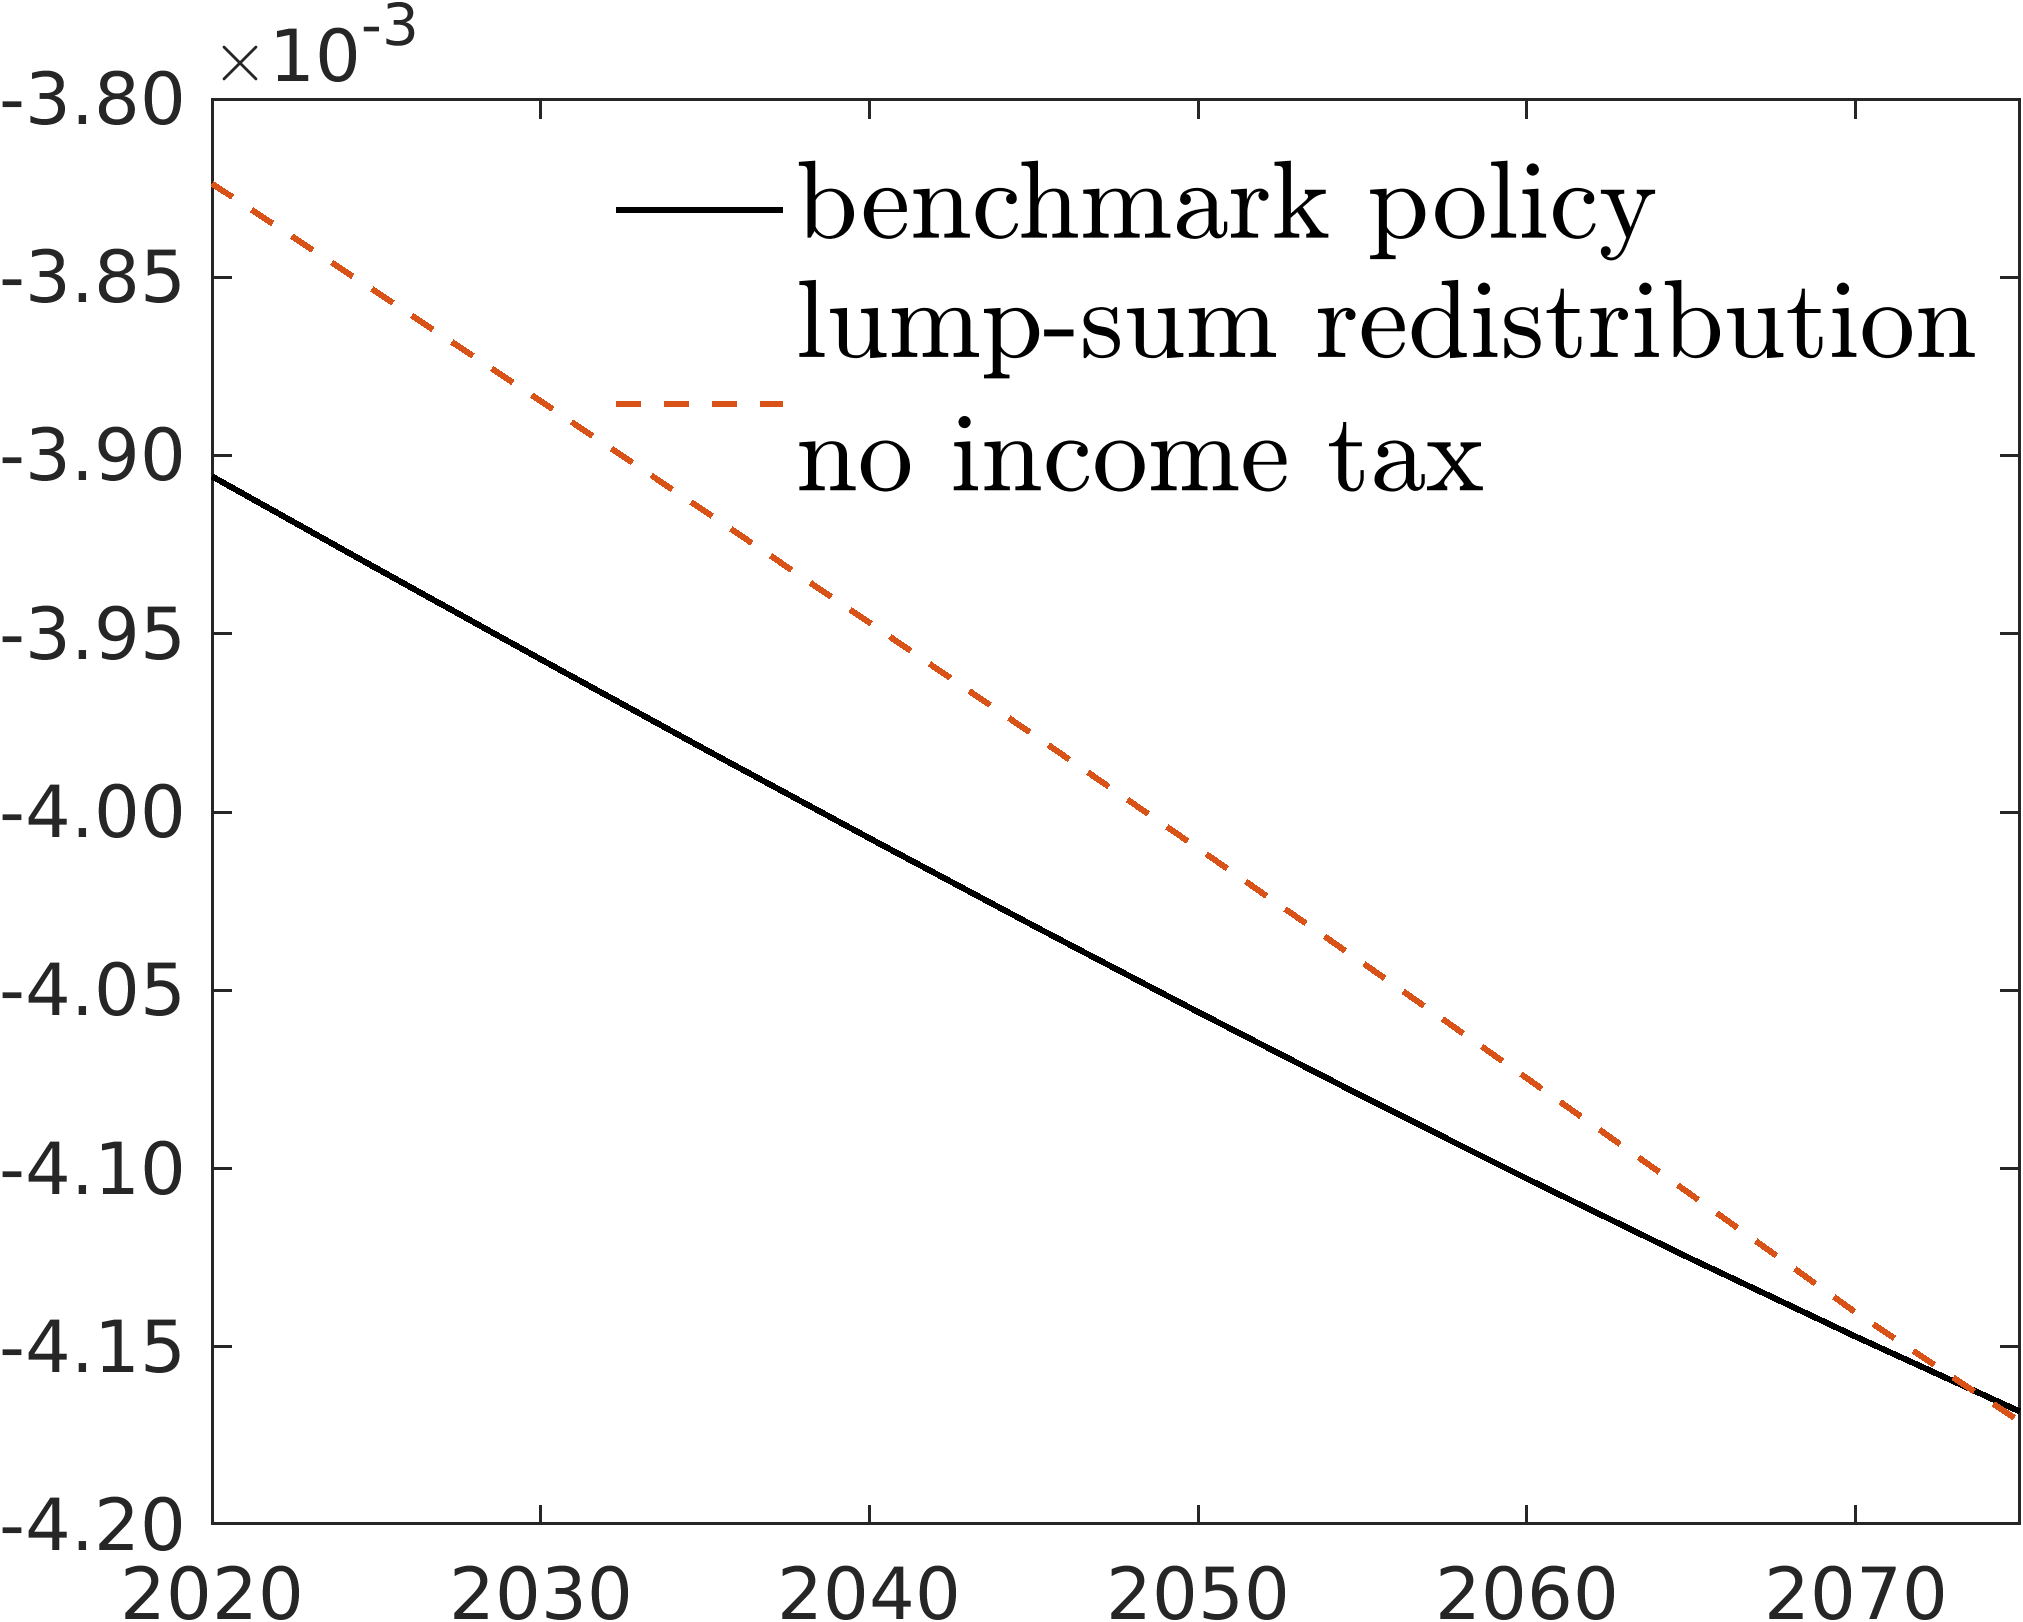 ×10-3
-3.80
-3.85
-3.90
-3.95
-4.00
-4.05
-4.10
-4.15
-4.20
benchmark policy
lump-sum redistribution
no income tax
2020 2030 2040 2050 2060 2070